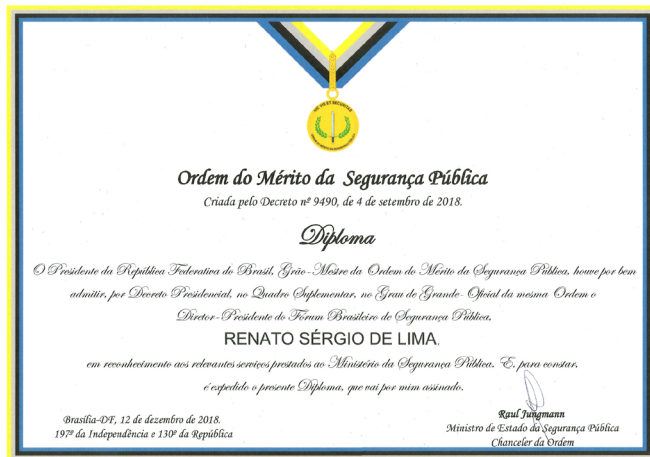 Ordem do Mérito da Segurança Pública
Criada pelo Decreto nº 9490, de 4 de setembro de 2018.
Diploma
O Presidente da República Federativa do Brasil, Grão-Mestre da Ordem do Mérito da Segurança Pública, houve por bem
admitir, por Decreto Presidencial, no Quadro Suplementar, no Grau de Grande-Oficial da mesma Ordem o
Diretor-Presidente do Fórum Brasileiro de Segurança Pública,
RENATO SÉRGIO DE LIMA.
em reconhecimento aos relevantes serviços prestados ao Ministério da Segurança Pública. E, para constar,
é expedido o presente Diploma, que vai por mim assinado.
Brasília-DF, 12 de dezembro de 2018.
197º da Independência e 130º da República
Raul Jungmann
Ministro de Estado da Segurança Pública
Chanceler da Ordem